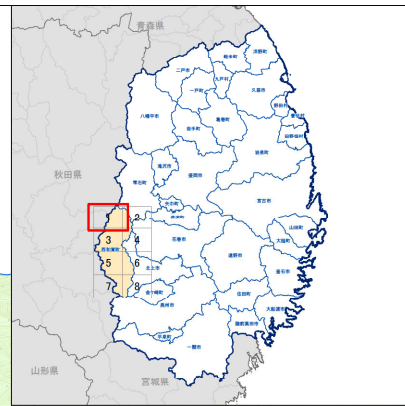 青森県
洋野町
軽米町
二戸市
九戸村
一戸町
久慈市
野田村
普代村
八幡平市
葛巻町
田野畑村
岩手町
岩泉町
秋田県
滝沢市
盛岡市
雫石町
宮古市
矢巾町
紫波町
1
2
山田町
花巻市
大槌町
3
4
西和賀町
遠野市
釜石市
5
北上市
6
金ケ崎町
住田町
7
8
奥州市
大船渡市
陸前高田市
平泉町
一関市
山形県
宮城県